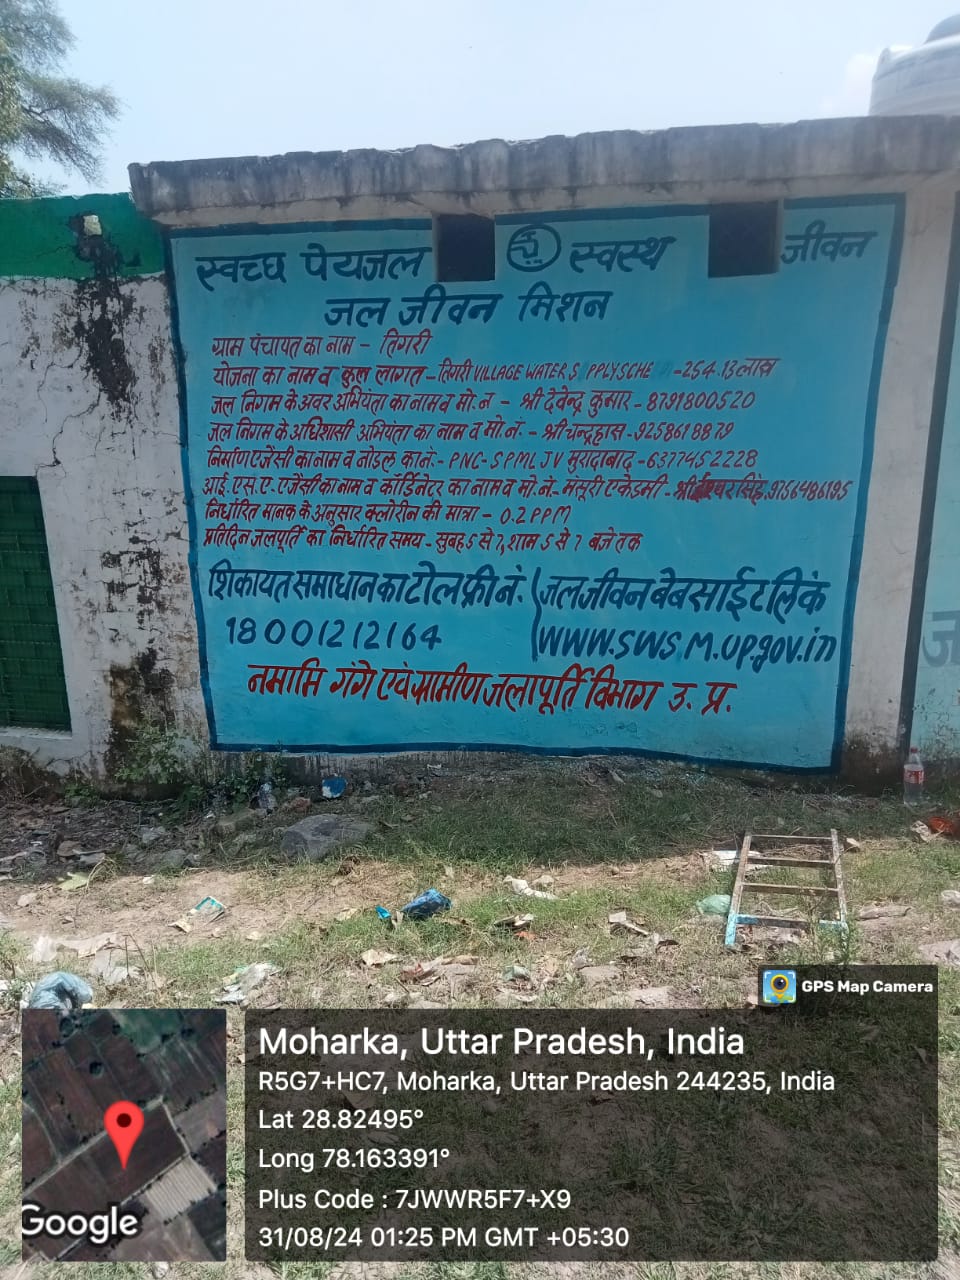 स्वच्छ पेयजल स्वस्थ जीवन
जल जीवन मिशन
ग्राम पंचायत का नाम - तिगरी
योजना का नाम व कुल लागत - तिगरी VILLAGE WATER S PPLY SCHE -254.13 लाख
जल निगम के अवर अभियंता का नाम व मो.न - श्री देवेन्द्र कुमार - 8791800520
जल निगम के अधिशासी अभियंता का नाम व मो.नं. - श्री चन्द्रहास - 9258618879
निर्माण एजेंसी का नाम व नोडल का नं.- PNC-SPML JV मुरादाबाद - 6377452228
आई.एस.ए- एजेंसी का नाम व कॉर्डिनेटर का नाम व मो.नं.- मंसूरी एकेडमी - श्री सिंह, 9756486195
निर्धारित मानक के अनुसार क्लोरीन की मात्रा - 0.2 PPM
प्रतिदिन जलपूर्ति का निर्धारित समय - सुबह 5 से 7, शाम 5 से 7 बजे तक
शिकायत समाधान का टोल फ्री नं. जल जीवन बेबसाईट लिंक
18001212164 www.swsm.up.gov.in
नमामि गंगे एवं ग्रामीण जलापूर्ति विभाग उ. प्र.
GPS Map Camera
Moharka, Uttar Pradesh, India
R5G7+HC7, Moharka, Uttar Pradesh 244235, India
Lat 28.82495°
Long 78.163391°
Plus Code : 7JWWR5F7+X9
31/08/24 01:25 PM GMT +05:30
Google